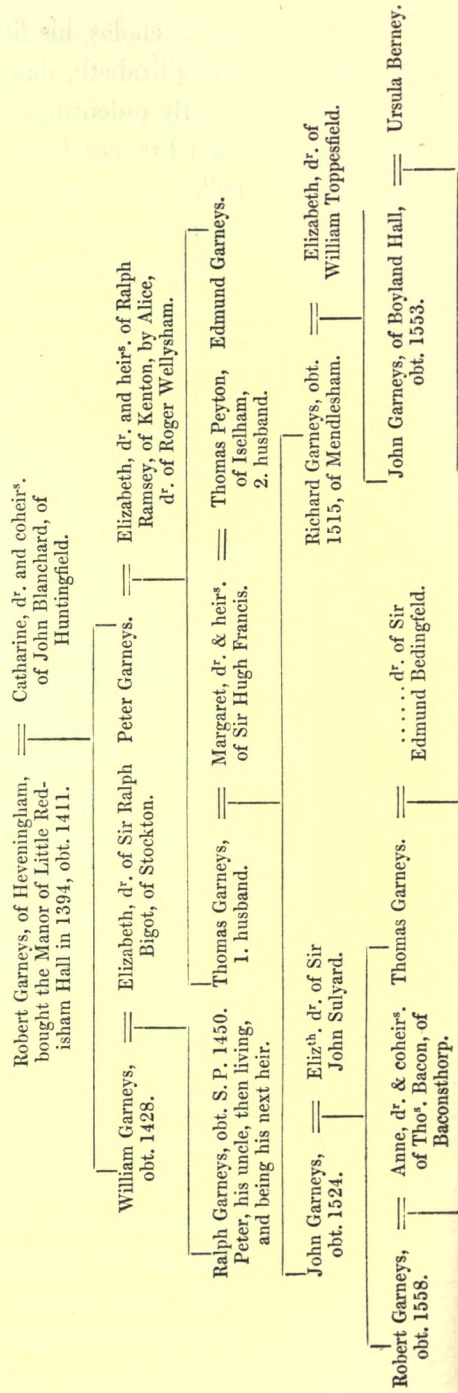 Robert Garneys, of Heveningham,
bought the Manor of Little Red-
isham Hall in 1394, obt. 1411.
==
Catharine, dʳ. and coheirˢ.
of John Blanchard, of
Huntingfield.
William Garneys,
obt. 1428.
==
Elizabeth, dʳ. of Sir Ralph
Bigot, of Stockton.
Peter Garneys.
==
Elizabeth, dʳ. and heirˢ. of Ralph
Ramsey, of Kenton, by Alice,
dʳ. of Roger Wellysham.
Ralph Garneys, obt. S. P. 1450.
Peter, his uncle, then living,
and being his next heir.
Thomas Garneys,
1. husband.
==
Margaret, dʳ. & heirˢ.
of Sir Hugh Francis.
==
Thomas Peyton,
of Iselham,
2. husband.
Edmund Garneys.
John Garneys,
obt. 1524.
==
Elizᵗʰ. dʳ. of Sir
John Sulyard.
Richard Garneys, obt.
1515, of Mendlesham.
==
Elizabeth, dʳ. of
William Toppesfield.
Robert Garneys,
obt. 1558.
==
Anne, dʳ. & coheirˢ.
of Thoˢ. Bacon, of
Baconsthorp.
Thomas Garneys.
==
...... dʳ. of Sir
Edmund Bedingfeld.
John Garneys, of Boyland Hall,
obt. 1553.
==
Ursula Berney.